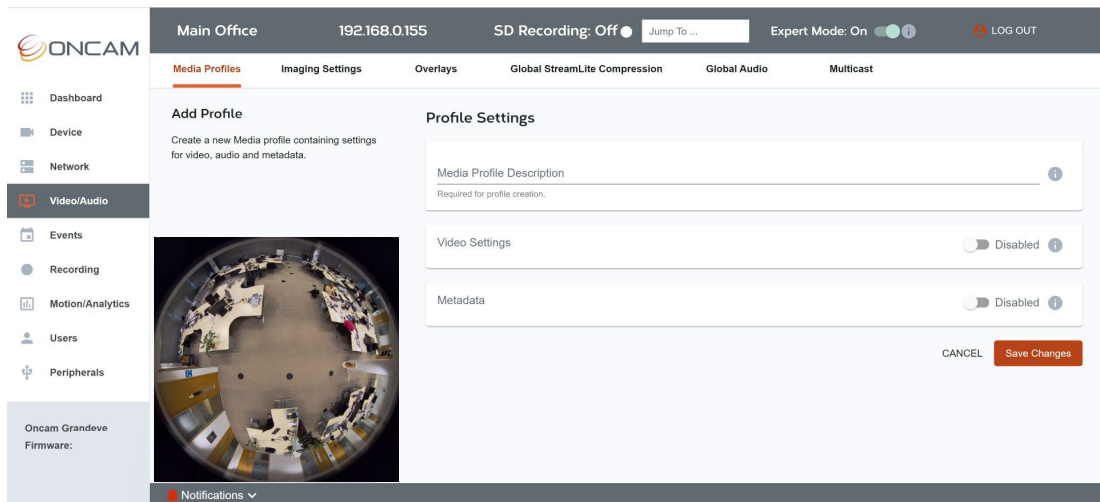 ONCAM
Main Office
192.168.0.155
SD Recording: Off
Jump To ...
Expert Mode: On
LOG OUT
Media Profiles
Imaging Settings
Overlays
Global StreamLite Compression
Global Audio
Multicast
Dashboard
Device
Network
Video/Audio
Events
Recording
Motion/Analytics
Users
Peripherals
Oncam Grandeye
Firmware:
Add Profile
Create a new Media profile containing settings
for video, audio and metadata.
Profile Settings
Media Profile Description
Required for profile creation.
Video Settings
Disabled
Metadata
Disabled
CANCEL
Save Changes
Notifications